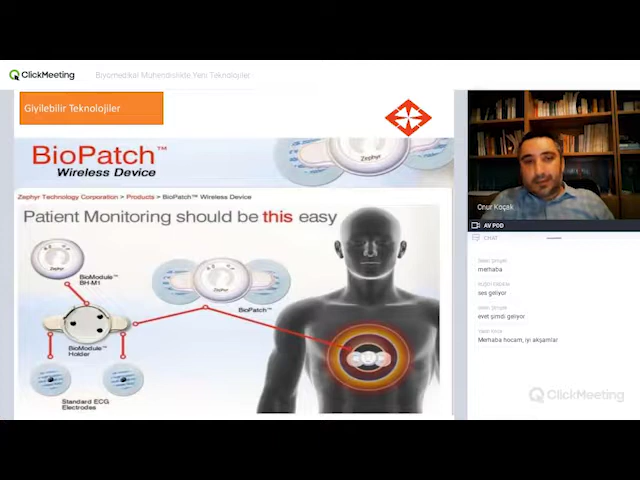 ClickMeeting
Biyomedikal Mühendislikte Yeni Teknolojiler
Giyilebilir Teknolojiler
BioPatch™
Wireless Device
Zephyr
Zephyr Technology Corporation > Products > BioPatch™ Wireless Device
Patient Monitoring should be this easy
BioModule™
BH-M1
BioPatch™
BioModule™
Holder
Standard ECG
Electrodes
Onur Koçak
AV POD
CHAT
merhaba
ses geliyor
evet şimdi geliyor
Merhaba hocam, iyi akşamlar
ClickMeeting